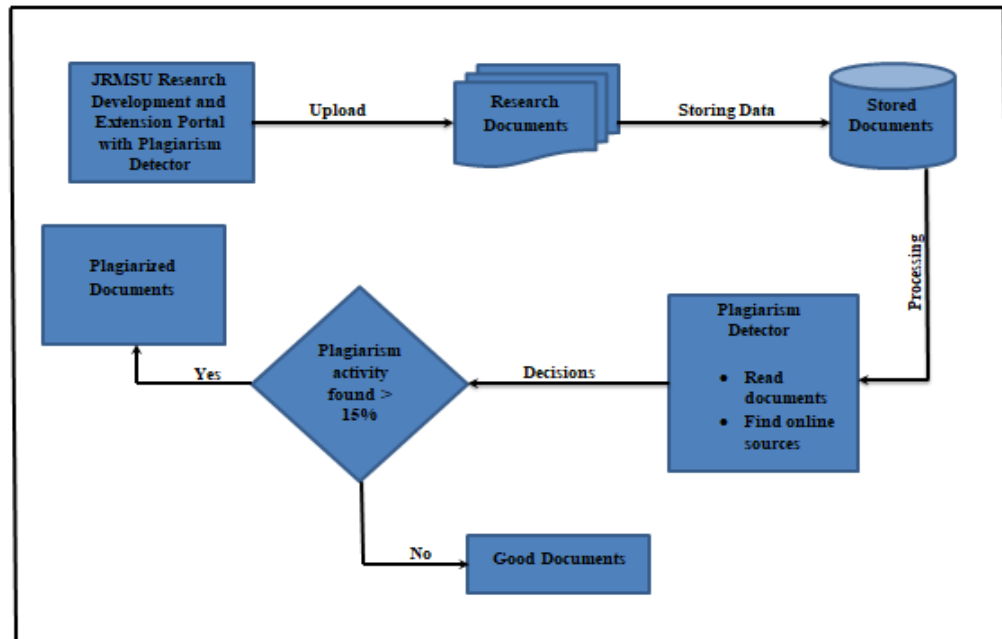 JRMSU Research
Development and
Extension Portal
with Plagiarism
Detector
Upload
Research
Documents
Storing Data
Stored
Documents
Processing
Plagiarism
Detector
• Read
documents
• Find online
sources
Decisions
Plagiarism
activity
found >
15%
Yes
Plagiarized
Documents
No
Good Documents